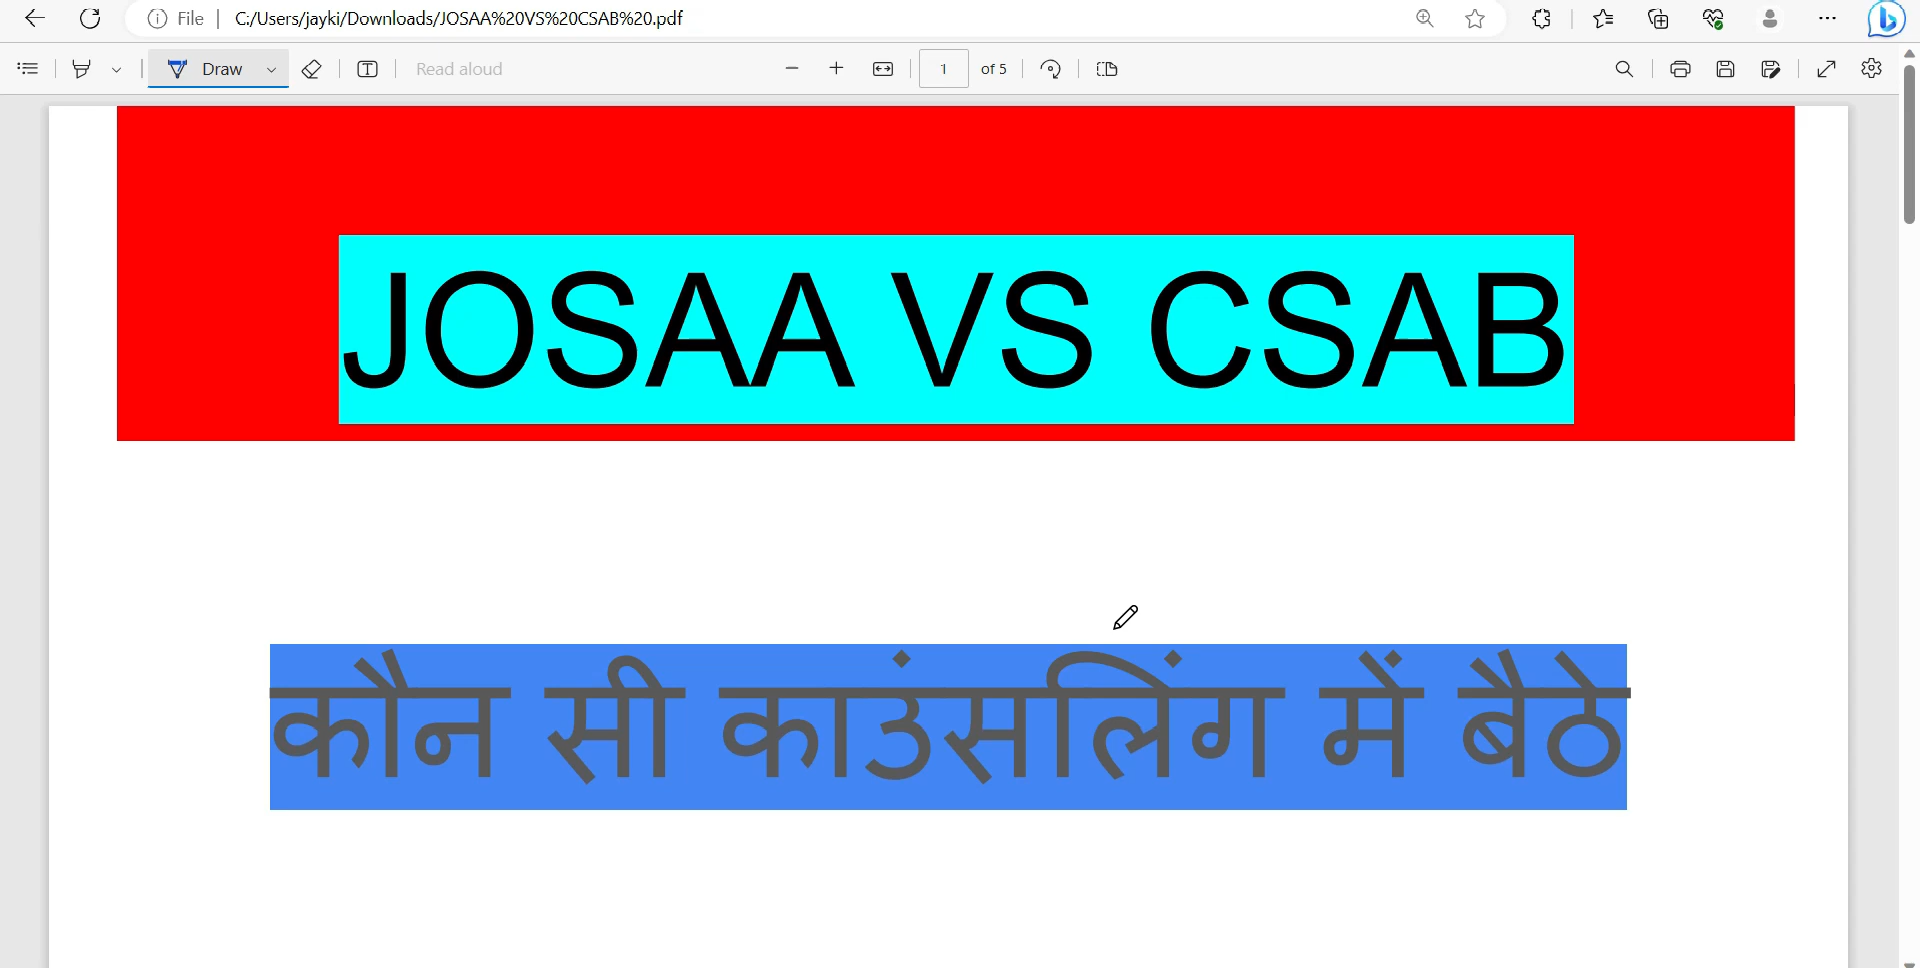 File C:/Users/jayki/Downloads/JOSAA%20VS%20CSAB%20.pdf
Draw Read aloud 1 of 5
JOSAA VS CSAB
कौन सी काउंसलिंग में बैठे